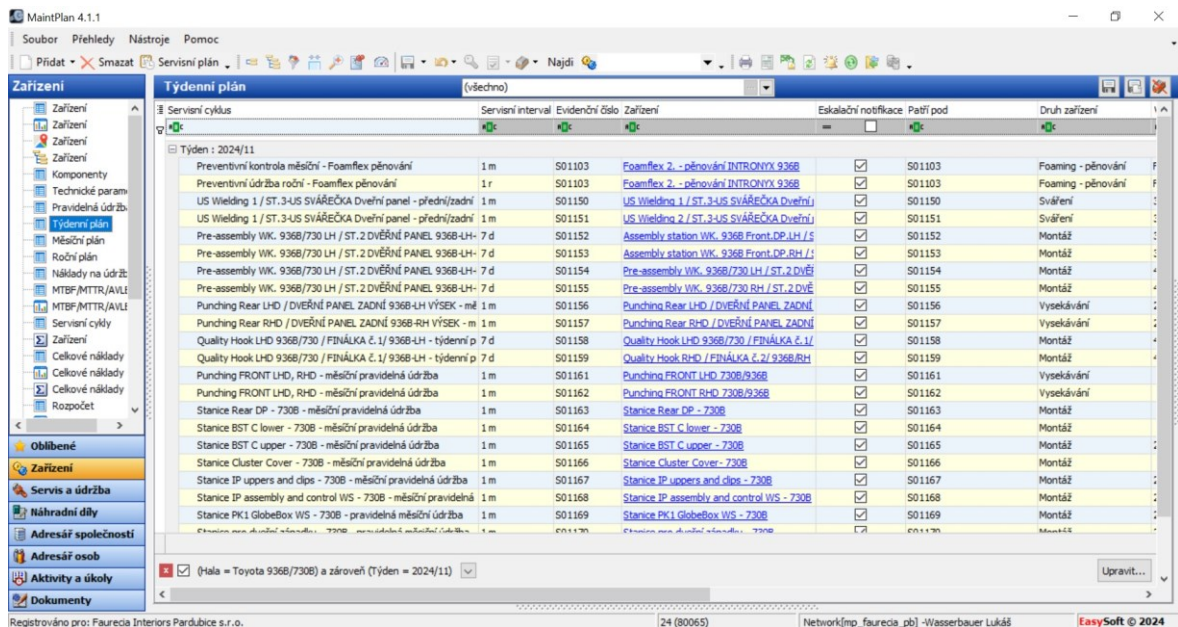 MaintPlan 4.1.1
Soubor Přehledy Nástroje Pomoc
Přidat Smazat Servisní plán Najdi
Zařízení
Týdenní plán
(všechno)
Zařízení
Zařízení
Zařízení
Zařízení
Komponenty
Technické param
Pravidelná údržb
Týdenní plán
Měsíční plán
Roční plán
Náklady na údržb
MTBF/MTTR/AVLE
MTBF/MTTR/AVLE
Servisní cykly
Zařízení
Celkové náklady
Celkové náklady
Celkové náklady
Rozpočet
Oblíbené
Zařízení
Servis a údržba
Náhradní díly
Adresář společností
Adresář osob
Aktivity a úkoly
Dokumenty
Servisní cyklus Servisní interval Evidenční číslo Zařízení Eskalační notifikace Patří pod Druh zařízení
Týden : 2024/11
Preventivní kontrola měsíční - Foamflex pěnování 1 m S01103 Foamflex 2. - pěnování INTRONYX 936B S01103 Foaming - pěnování
Preventivní údržba roční - Foamflex pěnování 1 r S01103 Foamflex 2. - pěnování INTRONYX 936B S01103 Foaming - pěnování
US Wielding 1 / ST.3-US SVÁŘEČKA Dveřní panel - přední/zadní 1 m S01150 US Wielding 1 / ST.3-US SVÁŘEČKA Dveřní S01150 Sváření
US Wielding 1 / ST.3-US SVÁŘEČKA Dveřní panel - přední/zadní 1 m S01151 US Wielding 2 / ST.3-US SVÁŘEČKA Dveřní S01151 Sváření
Pre-assembly WK. 936B/730 LH / ST.2 DVĚŘNÍ PANEL 936B-LH- 7 d S01152 Assembly station WK. 936B Front.DP.LH / S S01152 Montáž
Pre-assembly WK. 936B/730 LH / ST.2 DVĚŘNÍ PANEL 936B-LH- 7 d S01153 Assembly station WK. 936B Front.DP.RH / S01153 Montáž
Pre-assembly WK. 936B/730 LH / ST.2 DVĚŘNÍ PANEL 936B-LH- 7 d S01154 Pre-assembly WK. 936B/730 LH / ST.2 DVĚŘ S01154 Montáž
Pre-assembly WK. 936B/730 LH / ST.2 DVĚŘNÍ PANEL 936B-LH- 7 d S01155 Pre-assembly WK. 936B/730 RH / ST.2 DVĚ S01155 Montáž
Punching Rear LHD / DVEŘNÍ PANEL ZADNÍ 936B-LH VÝSEK - mě 1 m S01156 Punching Rear LHD / DVEŘNÍ PANEL ZADNÍ S01156 Vysekávání
Punching Rear RHD / DVEŘNÍ PANEL ZADNÍ 936B-RH VÝSEK - m 1 m S01157 Punching Rear RHD / DVEŘNÍ PANEL ZADNÍ S01157 Vysekávání
Quality Hook LHD 936B/730 / FINÁLKA č.1/ 936B-LH - týdenní p 7 d S01158 Quality Hook LHD 936B/730 / FINÁLKA č.1/ S01158 Montáž
Quality Hook LHD 936B/730 / FINÁLKA č.1/ 936B-LH - týdenní p 7 d S01159 Quality Hook RHD / FINÁLKA č.2/ 936B/RH S01159 Montáž
Punching FRONT LHD, RHD - měsíční pravidelná údržba 1 m S01161 Punching FRONT LHD 730B/936B S01161 Vysekávání
Punching FRONT LHD, RHD - měsíční pravidelná údržba 1 m S01162 Punching FRONT RHD 730B/936B S01162 Vysekávání
Stanice Rear DP - 730B - měsíční pravidelná údržba 1 m S01163 Stanice Rear DP - 730B S01163 Montáž
Stanice BST C lower - 730B - měsíční pravidelná údržba 1 m S01164 Stanice BST C lower - 730B S01164 Montáž
Stanice BST C upper - 730B - měsíční pravidelná údržba 1 m S01165 Stanice BST C upper - 730B S01165 Montáž
Stanice Cluster Cover - 730B - měsíční pravidelná údržba 1 m S01166 Stanice Cluster Cover- 730B S01166 Montáž
Stanice IP uppers and clips - 730B - měsíční pravidelná údržba 1 m S01167 Stanice IP uppers and clips - 730B S01167 Montáž
Stanice IP assembly and control WS - 730B - měsíční pravidelná 1 m S01168 Stanice IP assembly and control WS - 730B S01168 Montáž
Stanice PK1 GlobeBox WS - 730B - pravidelná měsíční údržba 1 m S01169 Stanice PK1 GlobeBox WS - 730B S01169 Montáž
(Hala = Toyota 936B/730B) a zároveň (Týden = 2024/11) Upravit...
Registrováno pro: Faurecia Interiors Pardubice s.r.o. 24 (80065) Network[mp_faurecia_pb] -Wasserbauer Lukáš EasySoft © 2024